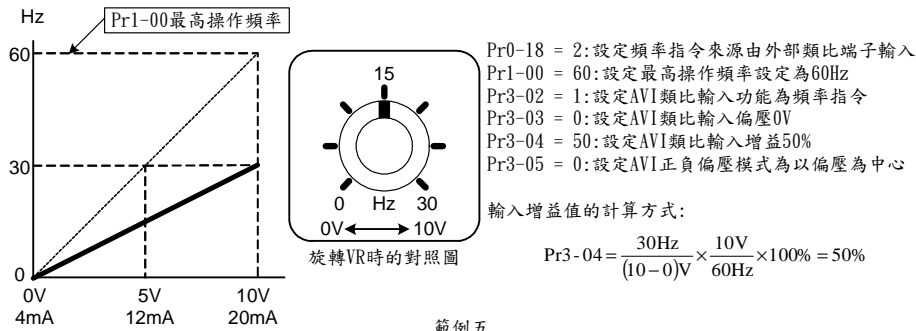 Hz
Pr1-00最高操作頻率
60
30
0
0V 5V 10V
4mA 12mA 20mA
15
0 Hz 30
0V 10V
旋轉VR時的對照圖
Pr0-18 = 2:設定頻率指令來源由外部類比端子輸入
Pr1-00 = 60:設定最高操作頻率設定為60Hz
Pr3-02 = 1:設定AVI類比輸入功能為頻率指令
Pr3-03 = 0:設定AVI類比輸入偏壓0V
Pr3-04 = 50:設定AVI類比輸入增益50%
Pr3-05 = 0:設定AVI正負偏壓模式為以偏壓為中心
輸入增益值的計算方式:
Pr3-04 = 30Hz/(10−0)V × 10V/60Hz ×100% = 50%